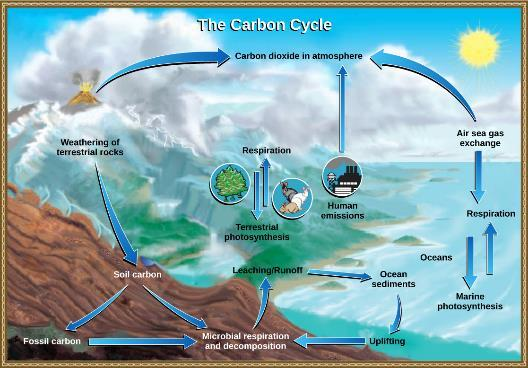 The Carbon Cycle
Carbon dioxide in atmosphere
Weathering of
terrestrial rocks
Air sea gas
exchange
Respiration
Human
emissions
Respiration
Terrestrial
photosynthesis
Oceans
Soil carbon
Leaching/Runoff
Ocean
sediments
Marine
photosynthesis
Fossil carbon
Microbial respiration
and decomposition
Uplifting